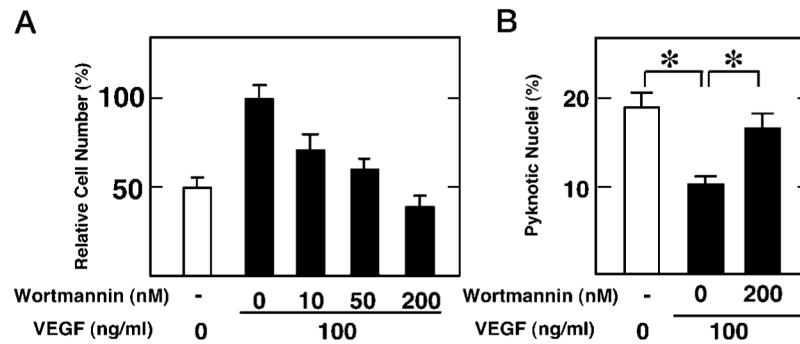 A
B
Relative Cell Number (%)
100
50
Pyknotic Nuclei (%)
20
10
* *
Wortmannin (nM) - 0 10 50 200
VEGF (ng/ml) 0 100
Wortmannin (nM) - 0 200
VEGF (ng/ml) 0 100